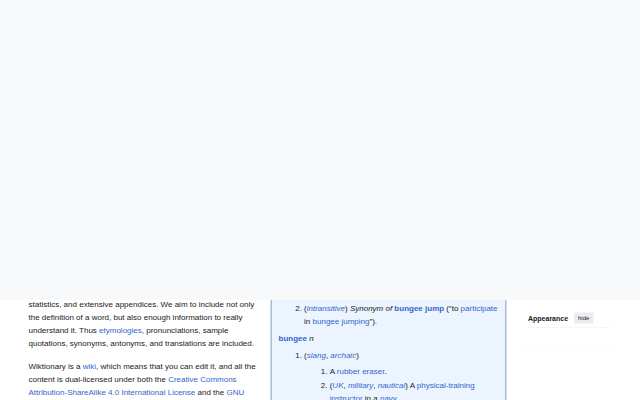 statistics, and extensive appendices. We aim to include not only
the definition of a word, but also enough information to really
understand it. Thus etymologies, pronunciations, sample
quotations, synonyms, antonyms, and translations are included.
Wiktionary is a wiki, which means that you can edit it, and all the
content is dual-licensed under both the Creative Commons
Attribution-ShareAlike 4.0 International License and the GNU
2. (intransitive) Synonym of bungee jump ("to participate
in bungee jumping").
bungee n
1. (slang, archaic)
1. A rubber eraser.
2. (UK, military, nautical) A physical-training
instructor in a navy.
Appearance hide